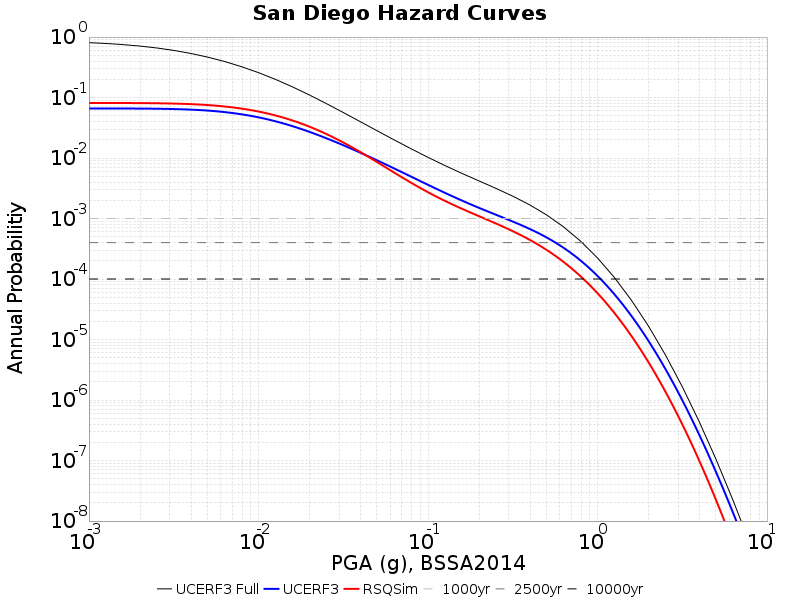 San Diego Hazard Curves
Annual Probabilitiy
10^0
10^-1
10^-2
10^-3
10^-4
10^-5
10^-6
10^-7
10^-8
10^-3 10^-2 10^-1 10^0 10^1
PGA (g), BSSA2014
UCERF3 Full UCERF3 RSQSim 1000yr 2500yr 10000yr